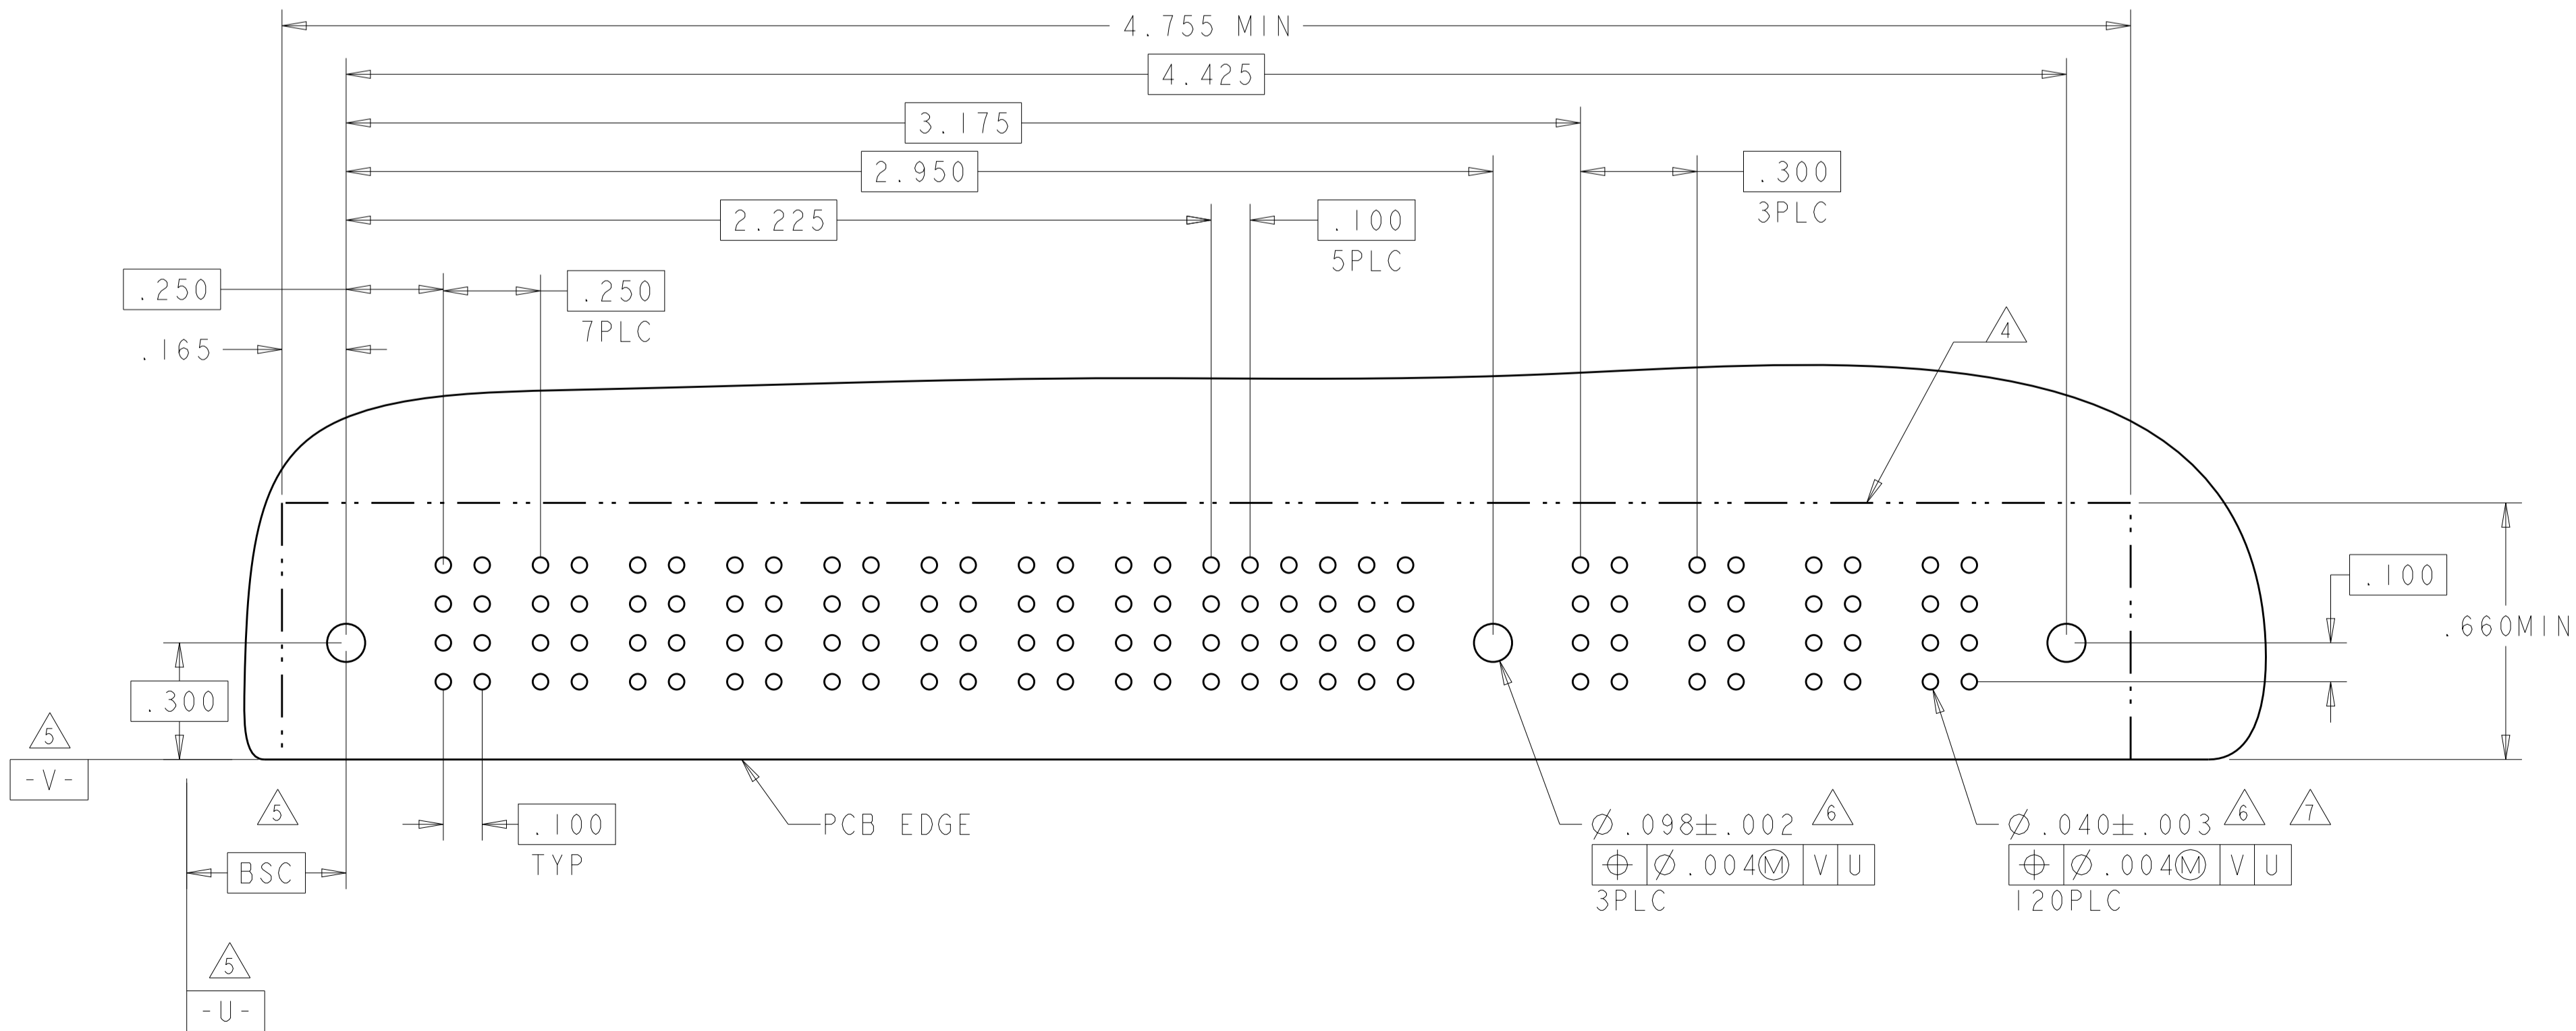 4.755 MIN
4.425
3.175
2.950
.300
3PLC
2.225
.100
5PLC
.250
.250
7PLC
.165
4
.100
.660MIN
.300
5
-V-
5
.100
TYP
PCB EDGE
BSC
5
-U-
Ø.098±.002 6
⌖ Ø.004Ⓜ V U
3PLC
Ø.040±.003 6 7
⌖ Ø.004Ⓜ V U
120PLC